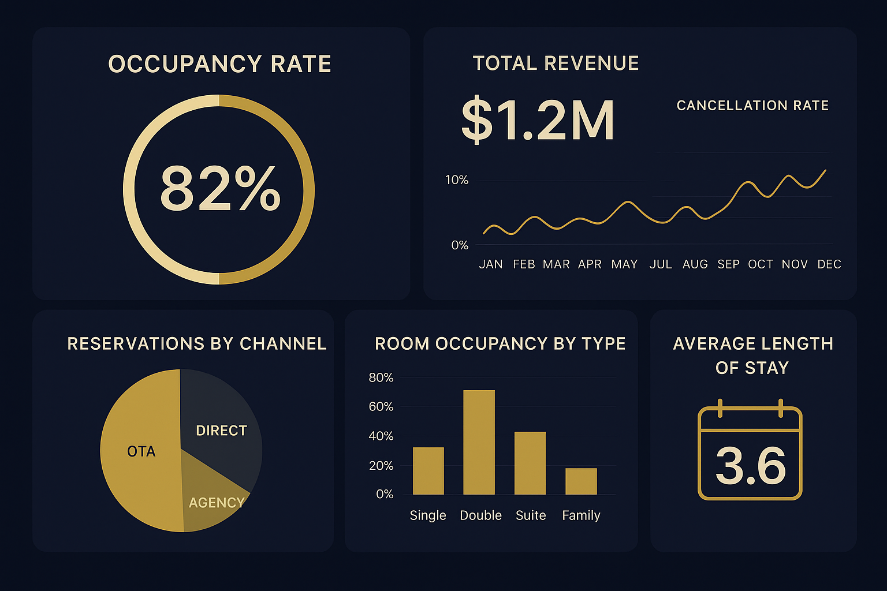 OCCUPANCY RATE
82%
TOTAL REVENUE
$1.2M
CANCELLATION RATE
10%
0%
JAN FEB MAR APR MAY JUL AUG SEP OCT NOV DEC
RESERVATIONS BY CHANNEL
DIRECT
OTA
AGENCY
ROOM OCCUPANCY BY TYPE
80%
60%
40%
20%
0%
Single Double Suite Family
AVERAGE LENGTH
OF STAY
3.6